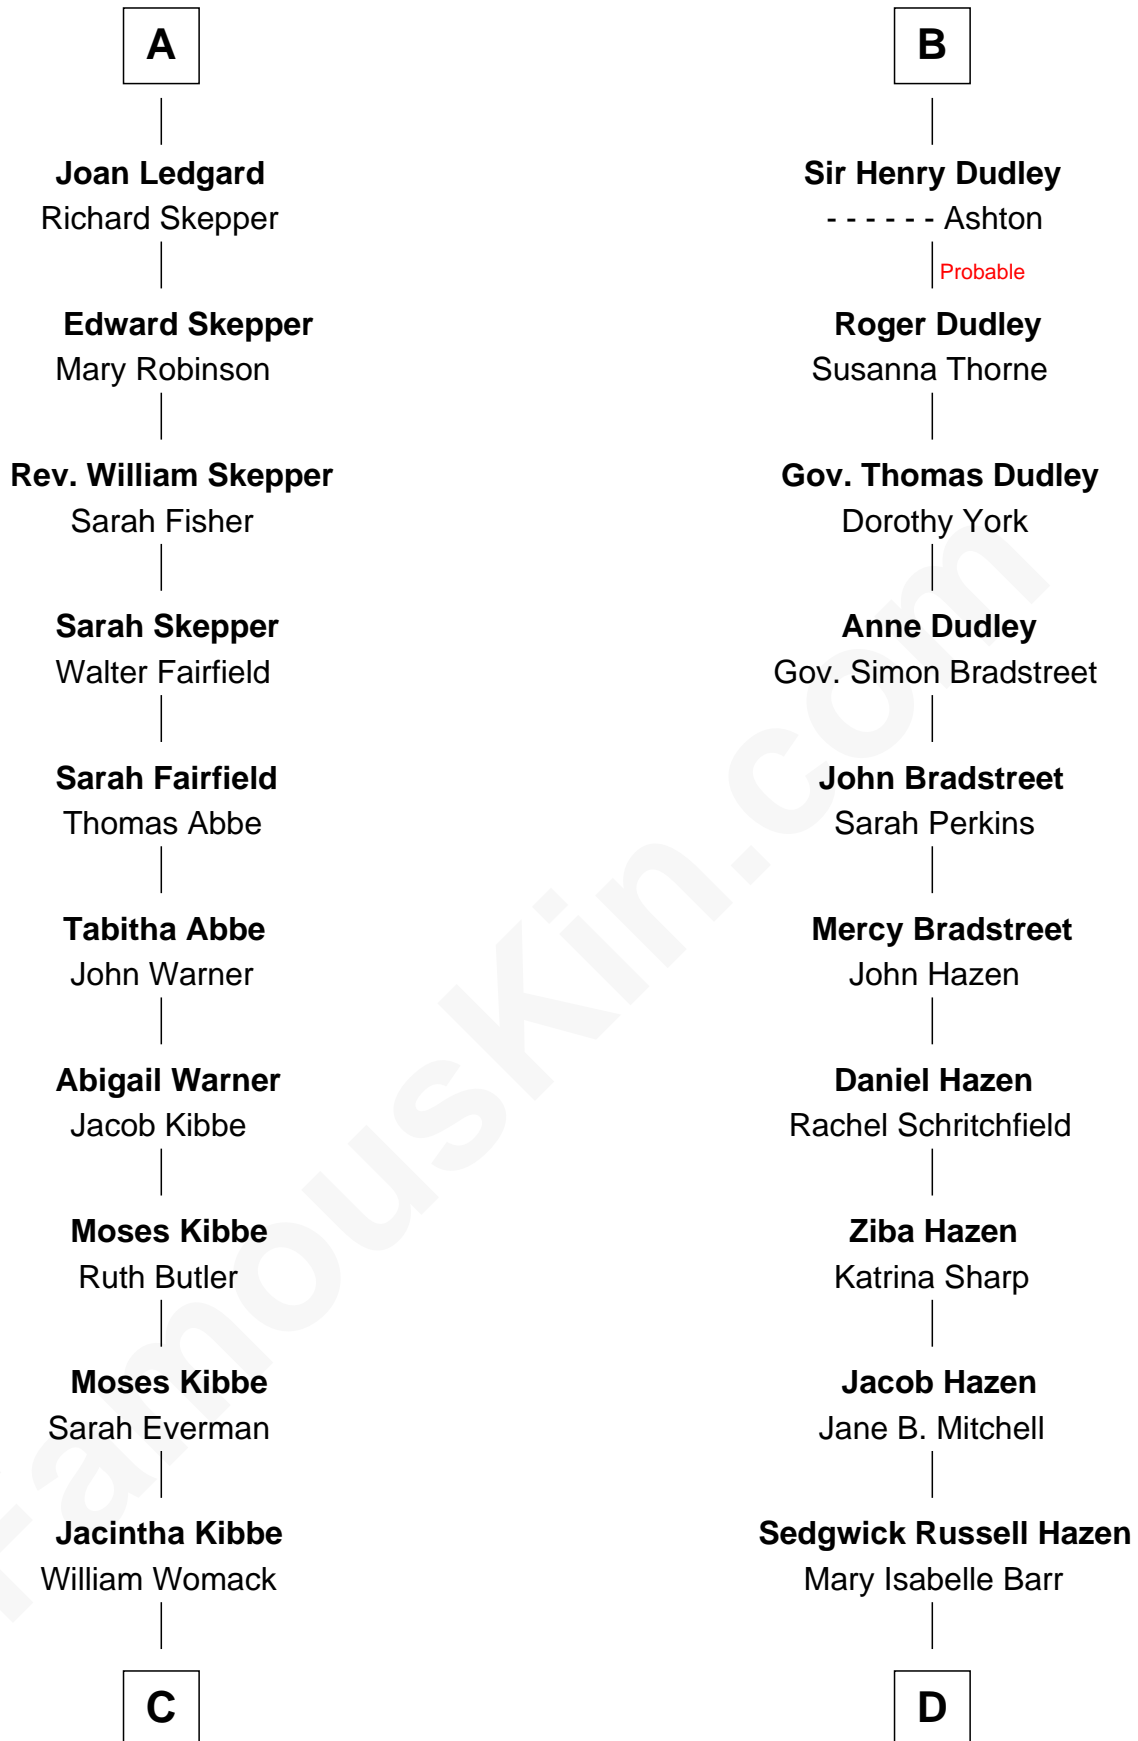 A
Joan Ledgard
Richard Skepper
Edward Skepper
Mary Robinson
Rev. William Skepper
Sarah Fisher
Sarah Skepper
Walter Fairfield
Sarah Fairfield
Thomas Abbe
Tabitha Abbe
John Warner
Abigail Warner
Jacob Kibbe
Moses Kibbe
Ruth Butler
Moses Kibbe
Sarah Everman
Jacintha Kibbe
William Womack
C
B
Sir Henry Dudley
- - - - - - Ashton
Probable
Roger Dudley
Susanna Thorne
Gov. Thomas Dudley
Dorothy York
Anne Dudley
Gov. Simon Bradstreet
John Bradstreet
Sarah Perkins
Mercy Bradstreet
John Hazen
Daniel Hazen
Rachel Schritchfield
Ziba Hazen
Katrina Sharp
Jacob Hazen
Jane B. Mitchell
Sedgwick Russell Hazen
Mary Isabelle Barr
D
FamousKin.com